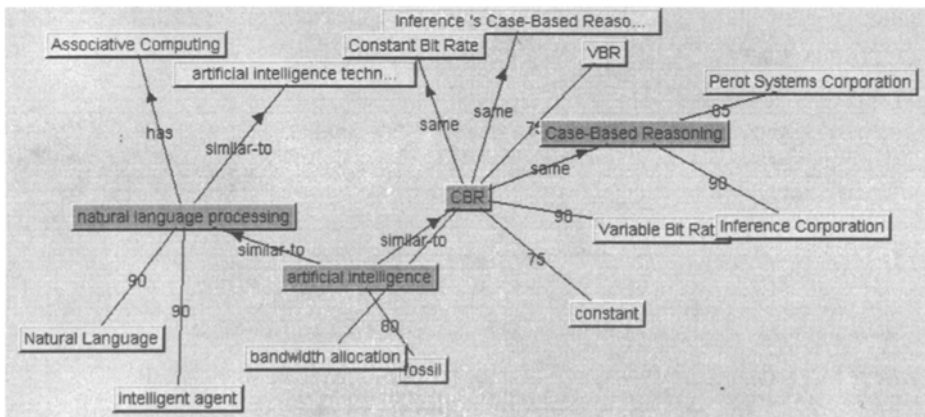 Inference 's Case-Based Reaso...
Associative Computing
Constant Bit Rate
VBR
artificial intelligence techn...
Perot Systems Corporation
85
same
same
has
Case-Based Reasoning
similar-to
same
90
CBR
natural language processing
90
Variable Bit Rat
Inference Corporation
similar-to
similar-to
75
artificial intelligence
90
90
constant
60
bandwidth allocation
fossil
Natural Language
intelligent agent